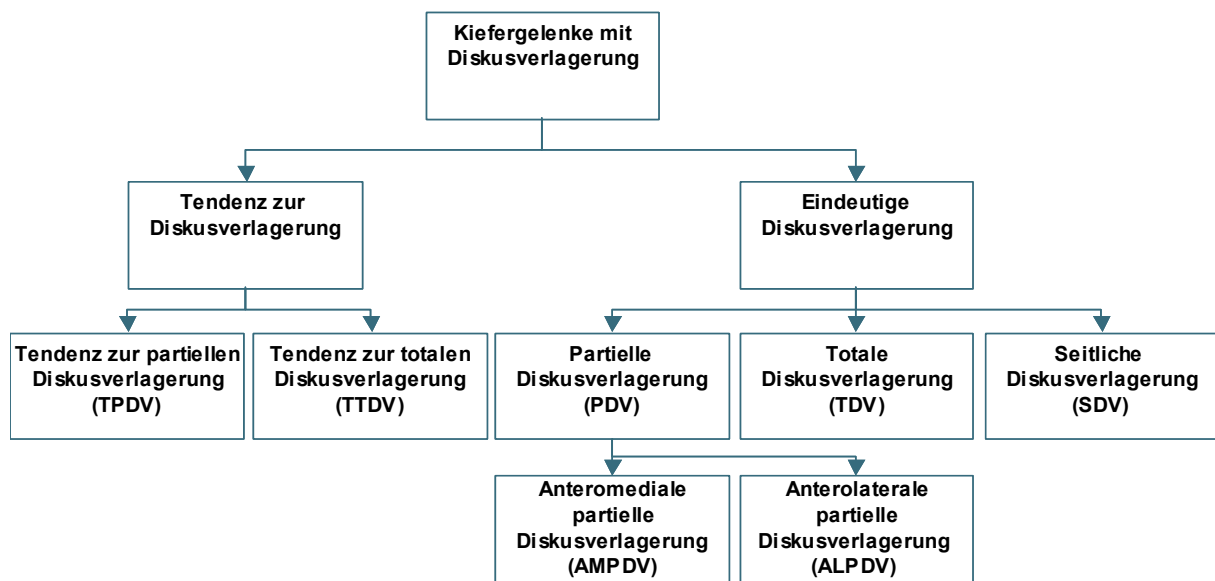 Kiefergelenke mit
Diskusverlagerung
Tendenz zur
Diskusverlagerung
Eindeutige
Diskusverlagerung
Tendenz zur partiellen
Diskusverlagerung
(TPDV)
Tendenz zur totalen
Diskusverlagerung
(TTDV)
Partielle
Diskusverlagerung
(PDV)
Totale
Diskusverlagerung
(TDV)
Seitliche
Diskusverlagerung
(SDV)
Anteromediale
partielle
Diskusverlagerung
(AMPDV)
Anterolaterale
partielle
Diskusverlagerung
(ALPDV)